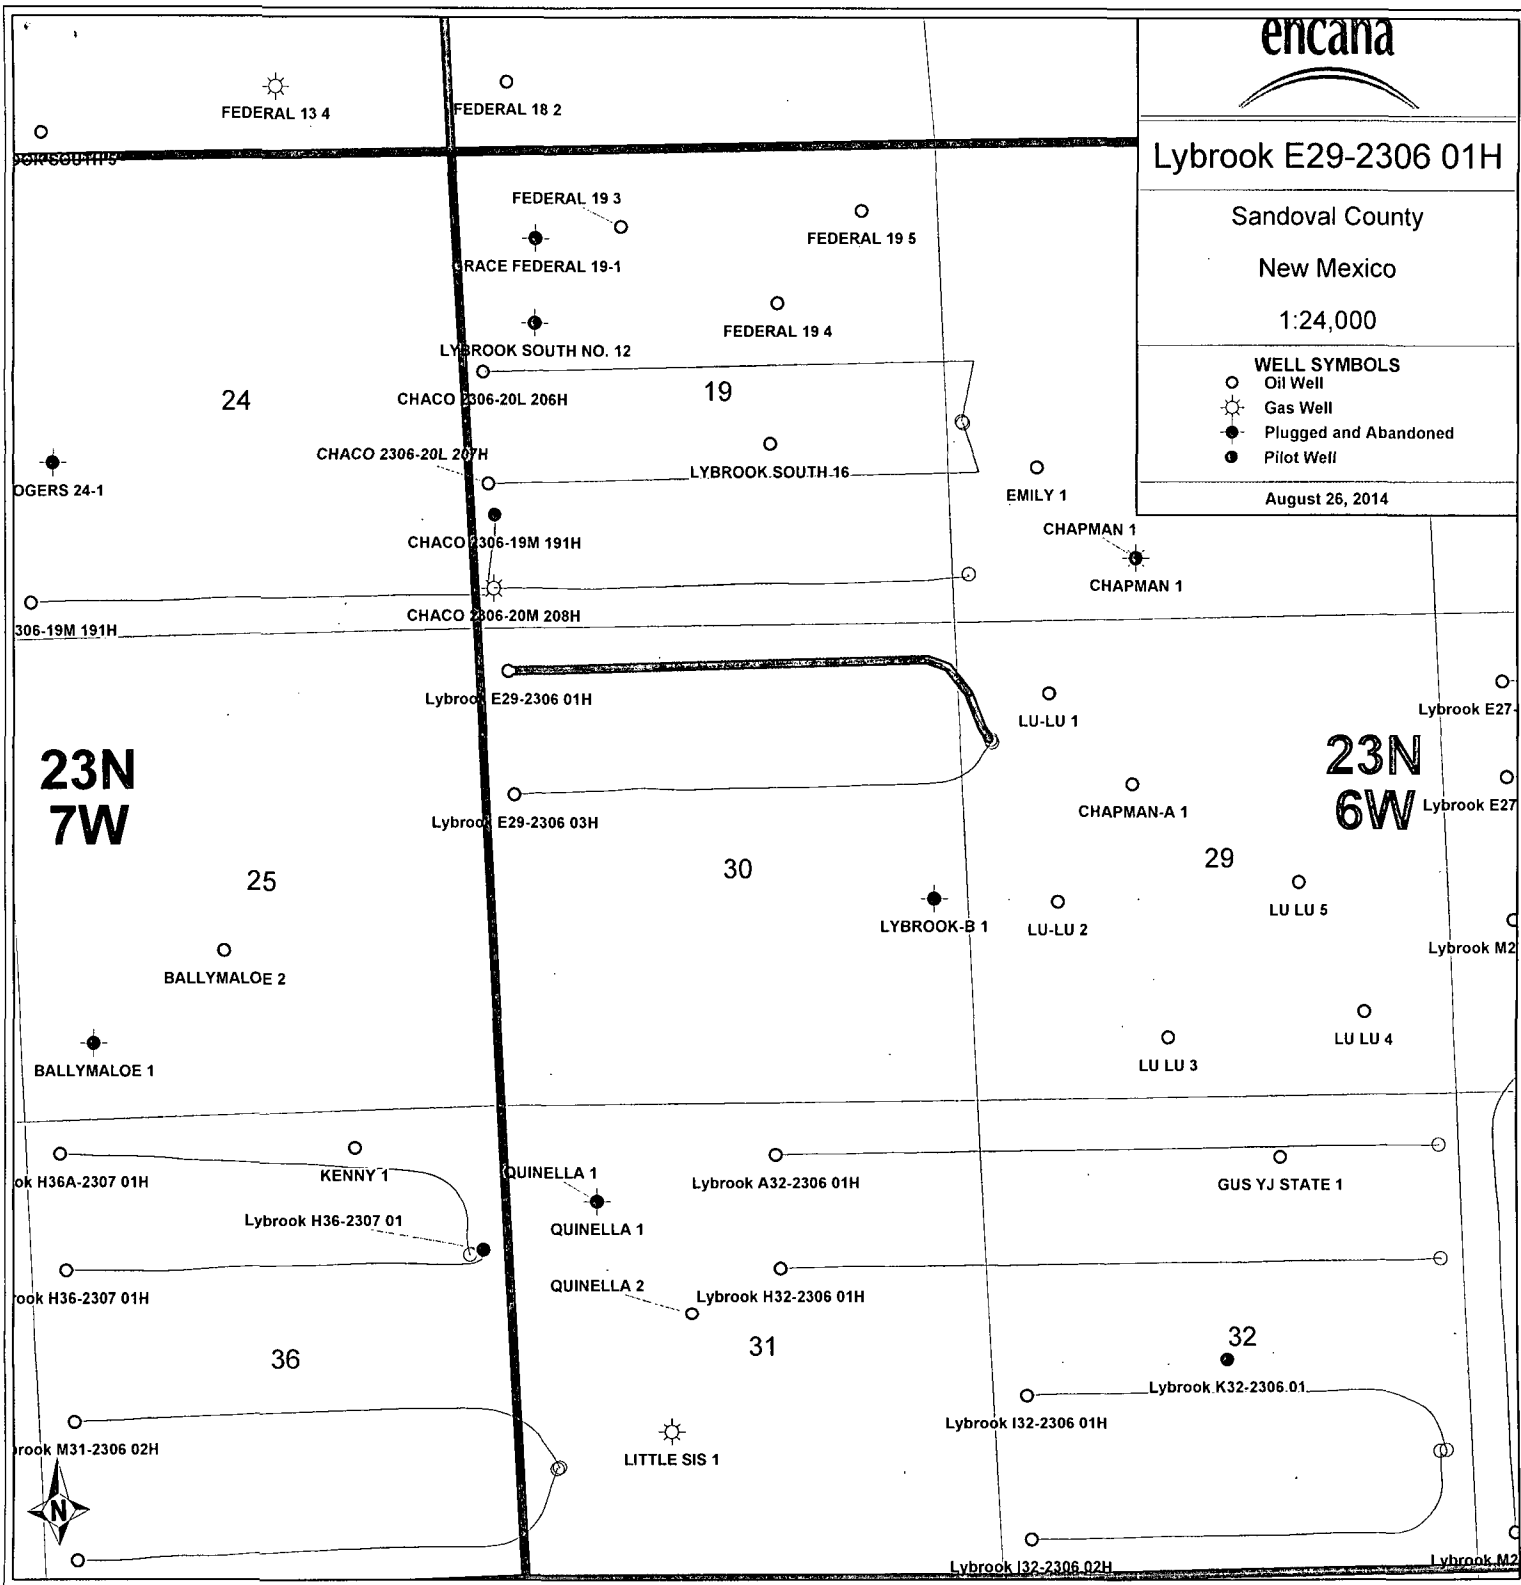 encana
Lybrook E29-2306 01H
Sandoval County
New Mexico
1:24,000
WELL SYMBOLS
Oil Well
Gas Well
Plugged and Abandoned
Pilot Well
August 26, 2014
FEDERAL 13 4
FEDERAL 18 2
SOUTH 5
FEDERAL 19 3
GRACE FEDERAL 19-1
FEDERAL 19 5
FEDERAL 19 4
LYBROOK SOUTH NO. 12
24
CHACO 2306-20L 206H
19
CHACO 2306-20L 207H
LYBROOK SOUTH 16
OGERS 24-1
EMILY 1
CHAPMAN 1
CHACO 2306-19M 191H
CHAPMAN 1
CHACO 2306-20M 208H
306-19M 191H
Lybrook E29-2306 01H
LU-LU 1
Lybrook E27-
23N
7W
23N
6W
CHAPMAN-A 1
Lybrook E27
Lybrook E29-2306 03H
25
30
29
LYBROOK-B 1
LU-LU 2
LU LU 5
Lybrook M2
BALLYMALOE 2
BALLYMALOE 1
LU LU 3
LU LU 4
ok H36A-2307 01H
KENNY 1
QUINELLA 1
Lybrook A32-2306 01H
GUS YJ STATE 1
Lybrook H36-2307 01
QUINELLA 1
QUINELLA 2
rook H36-2307 01H
Lybrook H32-2306 01H
36
31
32
Lybrook K32-2306 01
Lybrook I32-2306 01H
rook M31-2306 02H
LITTLE SIS 1
N
Lybrook I32-2306 02H
Lybrook M2